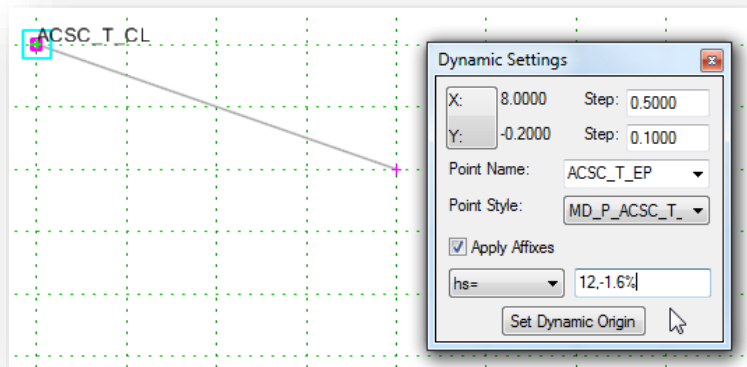 ACSC_T_CL
Dynamic Settings
X: 8.0000 Step: 0.5000
Y: -0.2000 Step: 0.1000
Point Name: ACSC_T_EP
Point Style: MD_P_ACSC_T_
Apply Affixes
hs= 12,-1.6%
Set Dynamic Origin